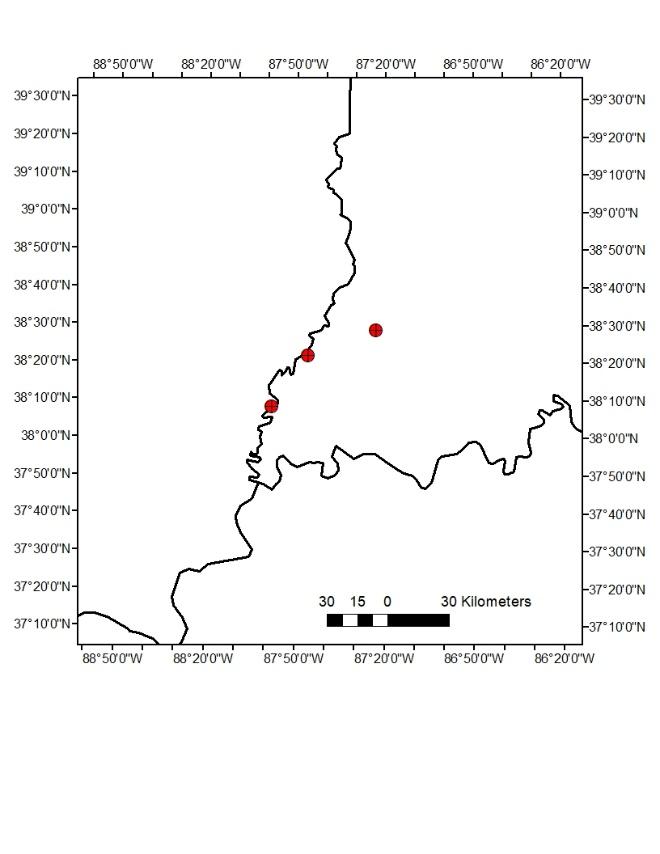 88°50'0"W 88°20'0"W 87°50'0"W 87°20'0"W 86°50'0"W 86°20'0"W
39°30'0"N 39°30'0"N
39°20'0"N 39°20'0"N
39°10'0"N 39°10'0"N
39°0'0"N 39°0'0"N
38°50'0"N 38°50'0"N
38°40'0"N 38°40'0"N
38°30'0"N 38°30'0"N
38°20'0"N 38°20'0"N
38°10'0"N 38°10'0"N
38°0'0"N 38°0'0"N
37°50'0"N 37°50'0"N
37°40'0"N 37°40'0"N
37°30'0"N 37°30'0"N
37°20'0"N 37°20'0"N
30 15 0 30 Kilometers
37°10'0"N 37°10'0"N
88°50'0"W 88°20'0"W 87°50'0"W 87°20'0"W 86°50'0"W 86°20'0"W